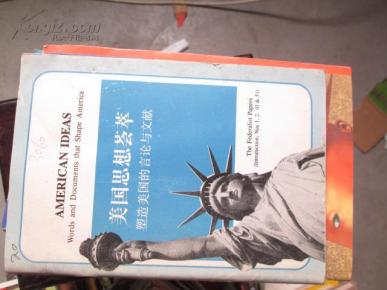 AMERICAN IDEAS
Words and Documents that Shape America
美国思想荟萃
塑造美国的言论与文献
The Federalist Papers
(Introduction, Nos 1, 2, 10 & 51)